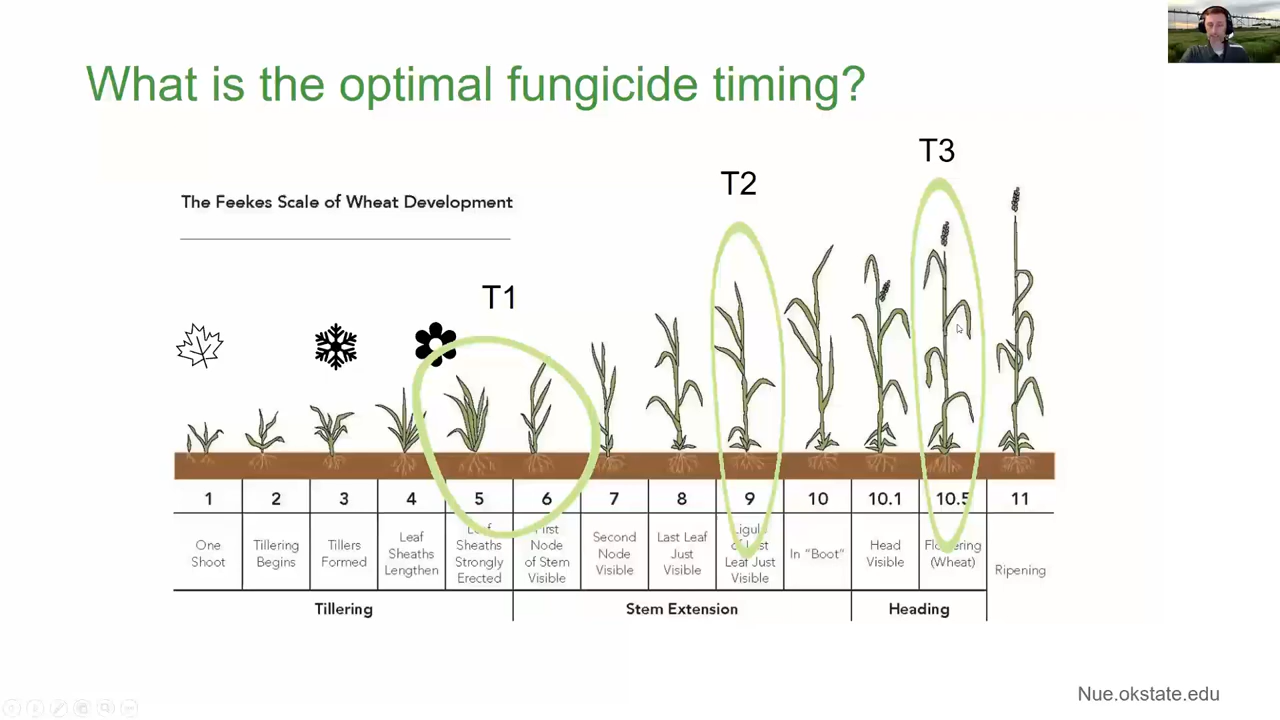 What is the optimal fungicide timing?
T3
T2
The Feekes Scale of Wheat Development
T1
1 2 3 4 5 6 7 8 9 10 10.1 10.5 11
One
Shoot
Tillering
Begins
Tillers
Formed
Leaf
Sheaths
Lengthen
Leaf
Sheaths
Strongly
Erected
First
Node
of Stem
Visible
Second
Node
Visible
Last Leaf
Just
Visible
Ligule
of Last
Leaf Just
Visible
In “Boot”
Head
Visible
Flowering
(Wheat)
Ripening
Tillering
Stem Extension
Heading
Nue.okstate.edu